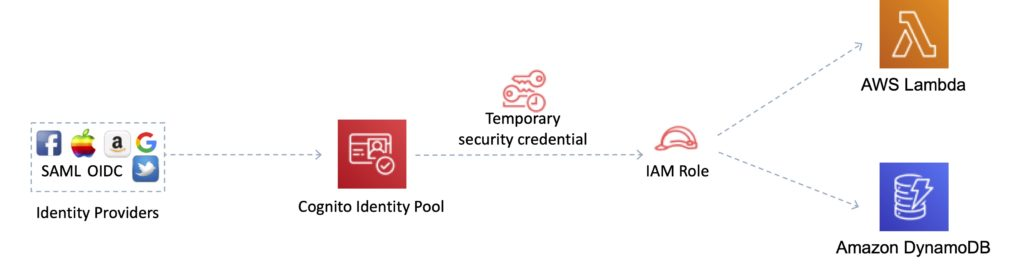 SAML OIDC
Identity Providers
Cognito Identity Pool
Temporary
security credential
IAM Role
AWS Lambda
Amazon DynamoDB